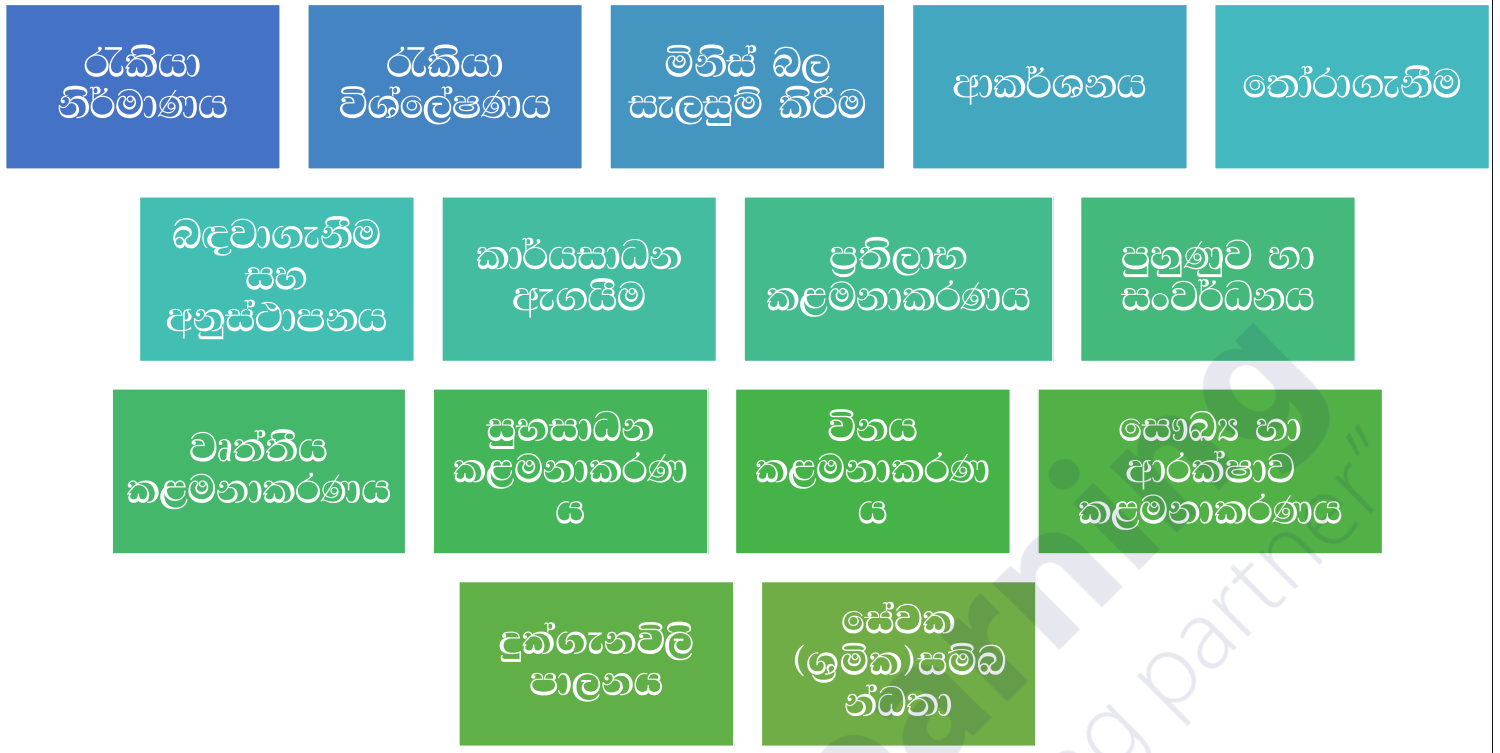 රැකියා
නිර්මාණය
රැකියා
විශ්ලේෂණය
මිනිස් බල
සැලසුම් කිරීම
ආකර්ශනය
තෝරාගැනීම
බඳවාගැනීම
සහ
අනුස්ථාපනය
කාර්යසාධන
ඇගයීම
ප්‍රතිලාභ
කළමනාකරණය
පුහුණුව හා
සංවර්ධනය
වෘත්තීය
කළමනාකරණය
සුභසාධන
කළමනාකරණ
ය
විනය
කළමනාකරණ
ය
සෞඛ්‍ය හා
ආරක්ෂාව
කළමනාකරණය
දුක්ගැනවිලි
පාලනය
සේවක
(ශ්‍රමික)සම්බ
න්ධතා
partner”